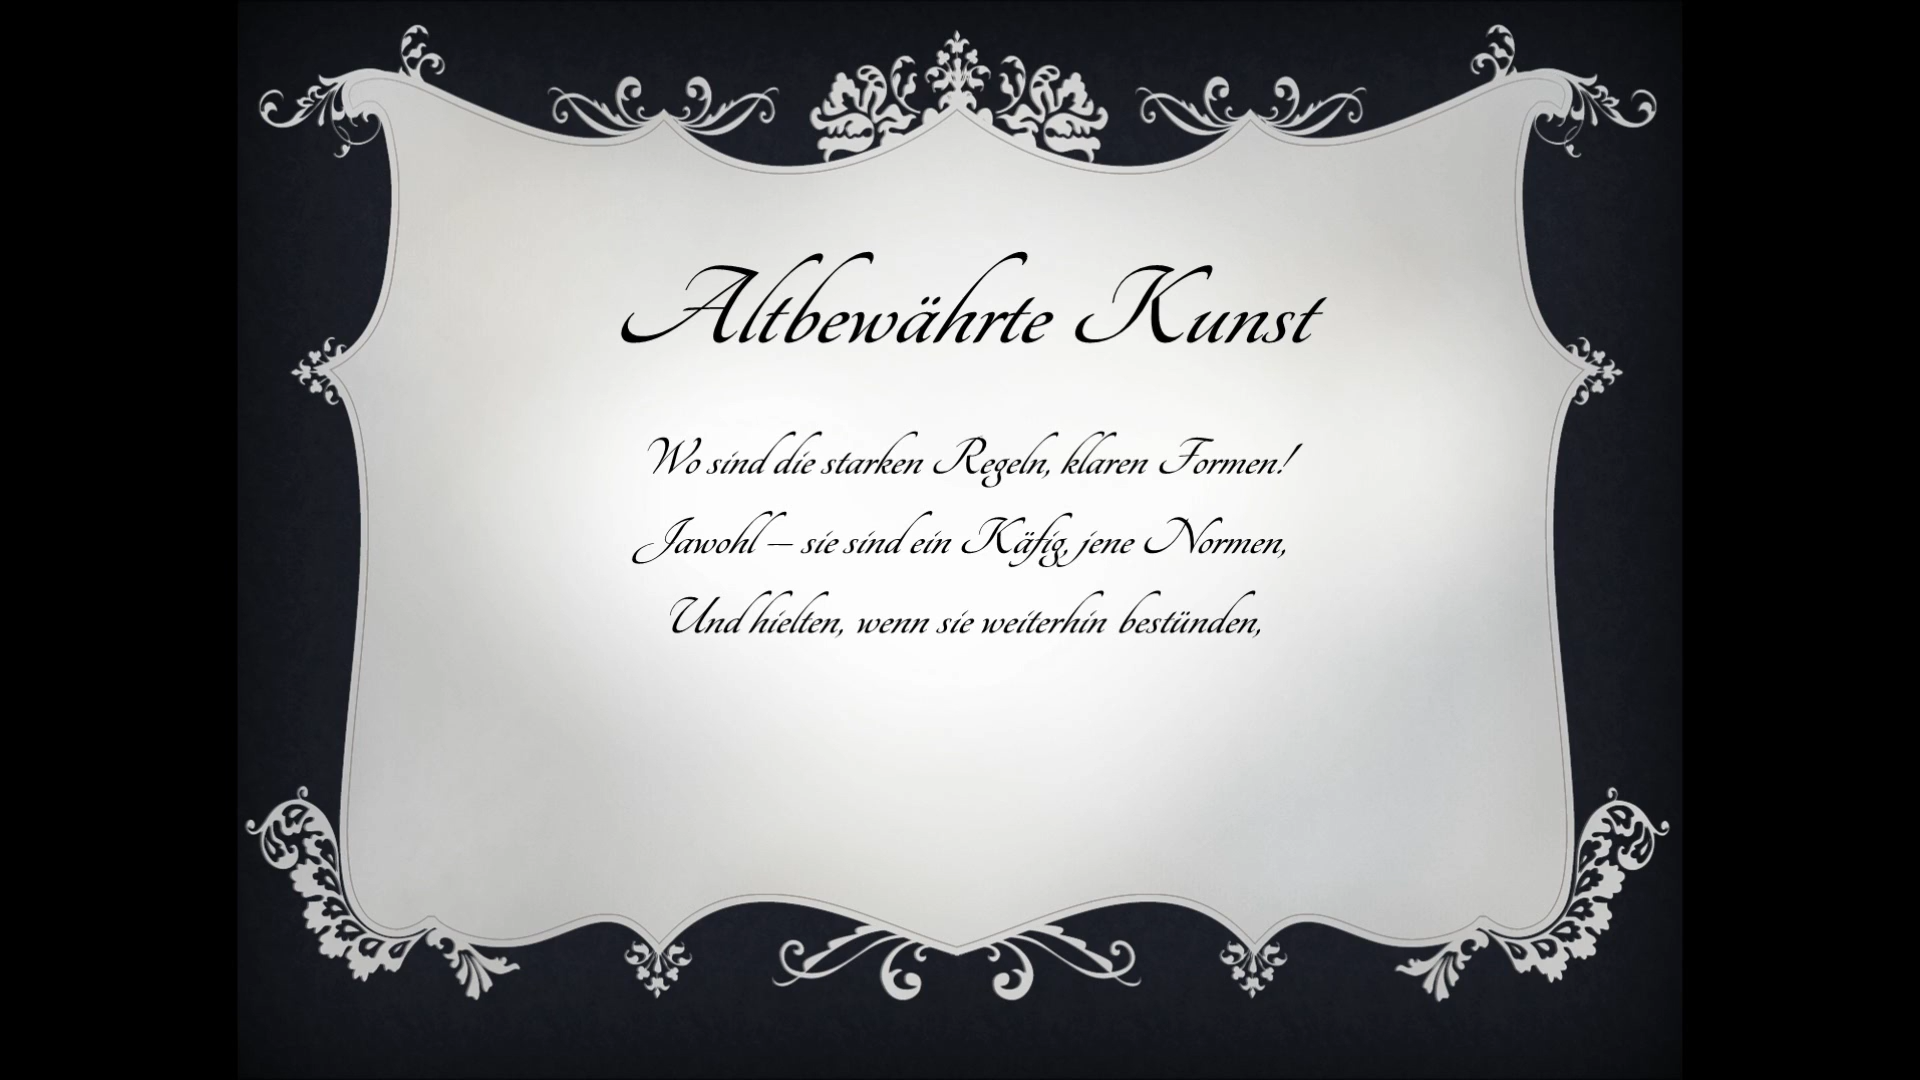 Altbewährte Kunst
Wo sind die starken Regeln, klaren Formen!
Jawohl – sie sind ein Käfig, jene Normen,
Und hielten, wenn sie weiterhin bestünden,